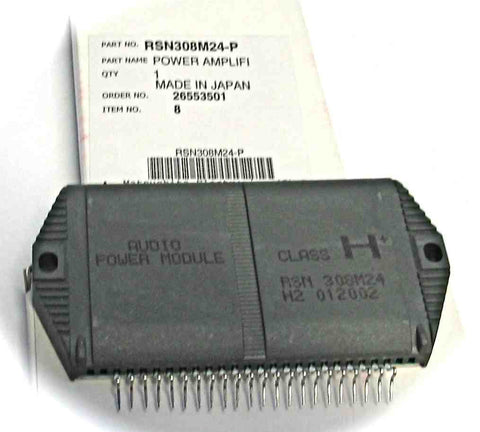 PART NO. RSN308M24-P
PART NAME POWER AMPLIFI
QTY 1
MADE IN JAPAN
ORDER NO. 26553501
ITEM NO. 8
RSN308M24-P
AUDIO
POWER MODULE
CLASS H+
RSN 308M24
H2 012002